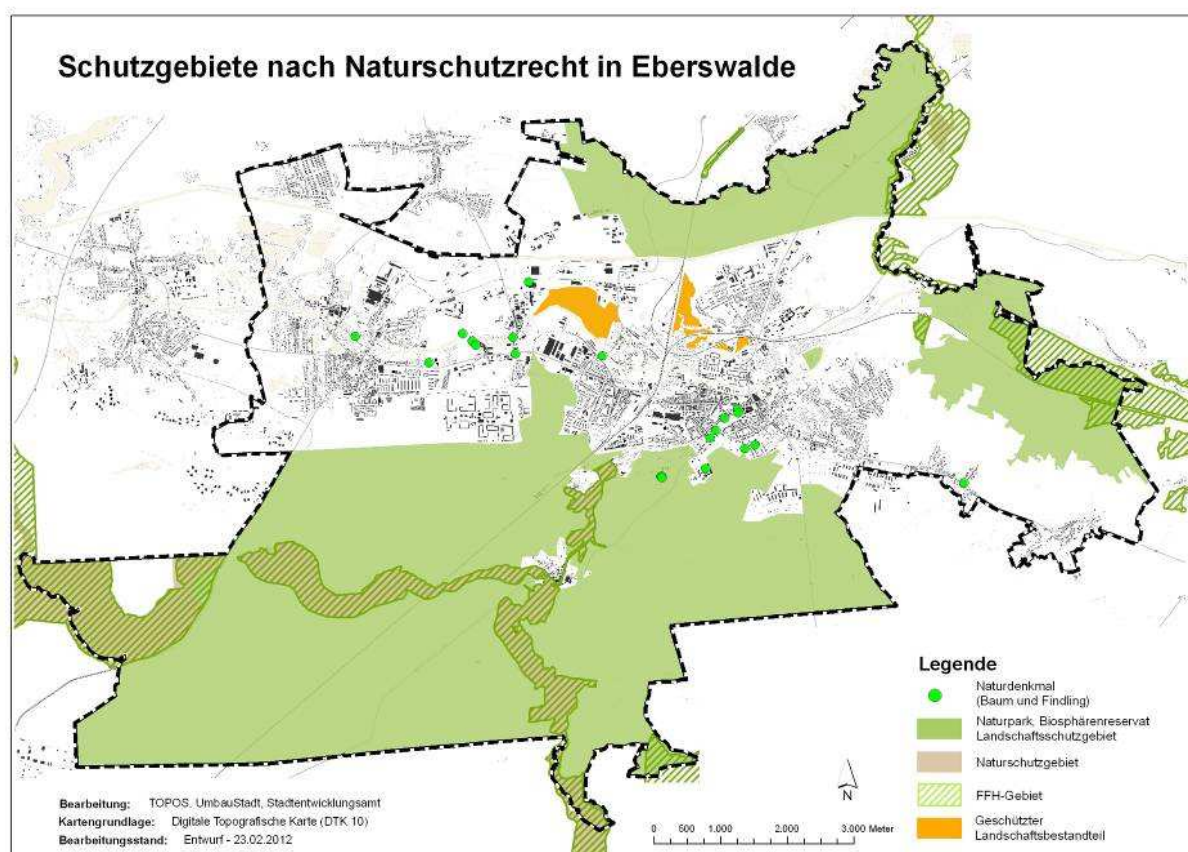 Schutzgebiete nach Naturschutzrecht in Eberswalde
Legende
Naturdenkmal
(Baum und Findling)
Naturpark, Biosphärenreservat
Landschaftsschutzgebiet
Naturschutzgebiet
FFH-Gebiet
Geschützter
Landschaftsbestandteil
N
0 500 1.000 2.000 3.000 Meter
Bearbeitung: TOPOS, UmbauStadt, Stadtentwicklungsamt
Kartengrundlage: Digitale Topografische Karte (DTK 10)
Bearbeitungsstand: Entwurf - 23.02.2012